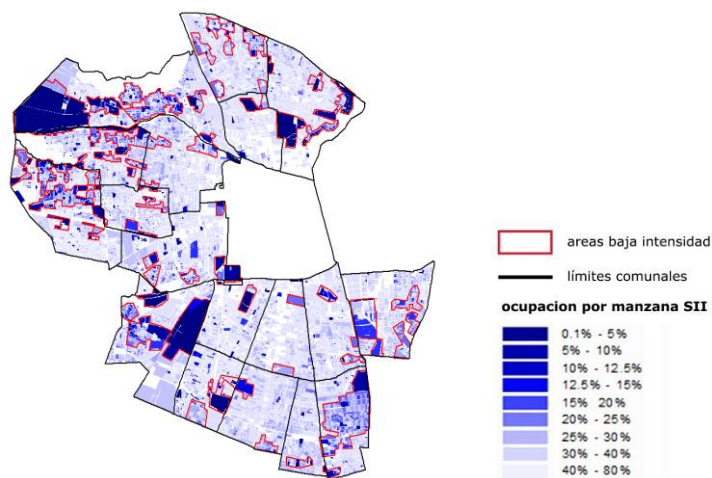 areas baja intensidad
límites comunales
ocupacion por manzana SII
0.1% - 5%
5% - 10%
10% - 12.5%
12.5% - 15%
15% 20%
20% - 25%
25% - 30%
30% - 40%
40% - 80%